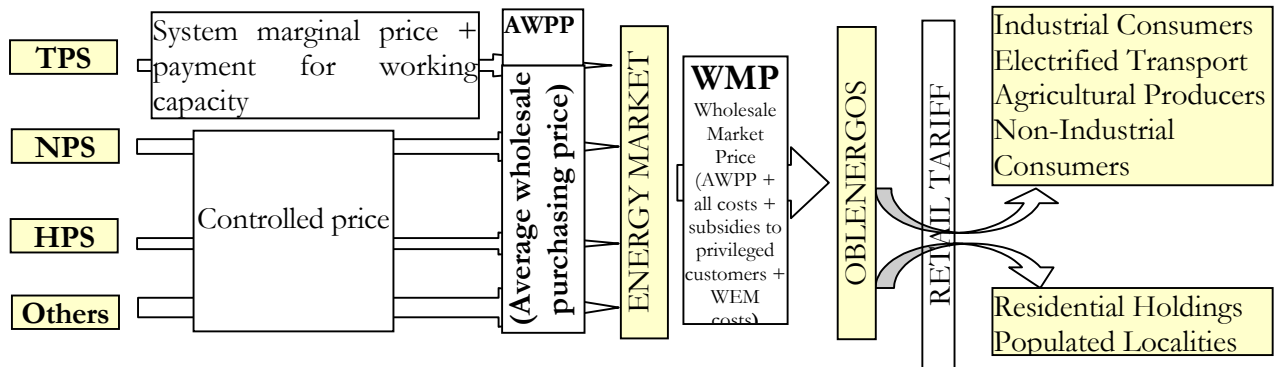 TPS
System marginal price +
payment for working
capacity
NPS
HPS
Others
Controlled price
AWPP
(Average wholesale
purchasing price)
ENERGY MARKET
WMP
Wholesale
Market
Price
(AWPP +
all costs +
subsidies to
privileged
customers +
WEM
costs)
OBLENERGOS
RETAIL TARIFF
Industrial Consumers
Electrified Transport
Agricultural Producers
Non-Industrial
Consumers
Residential Holdings
Populated Localities